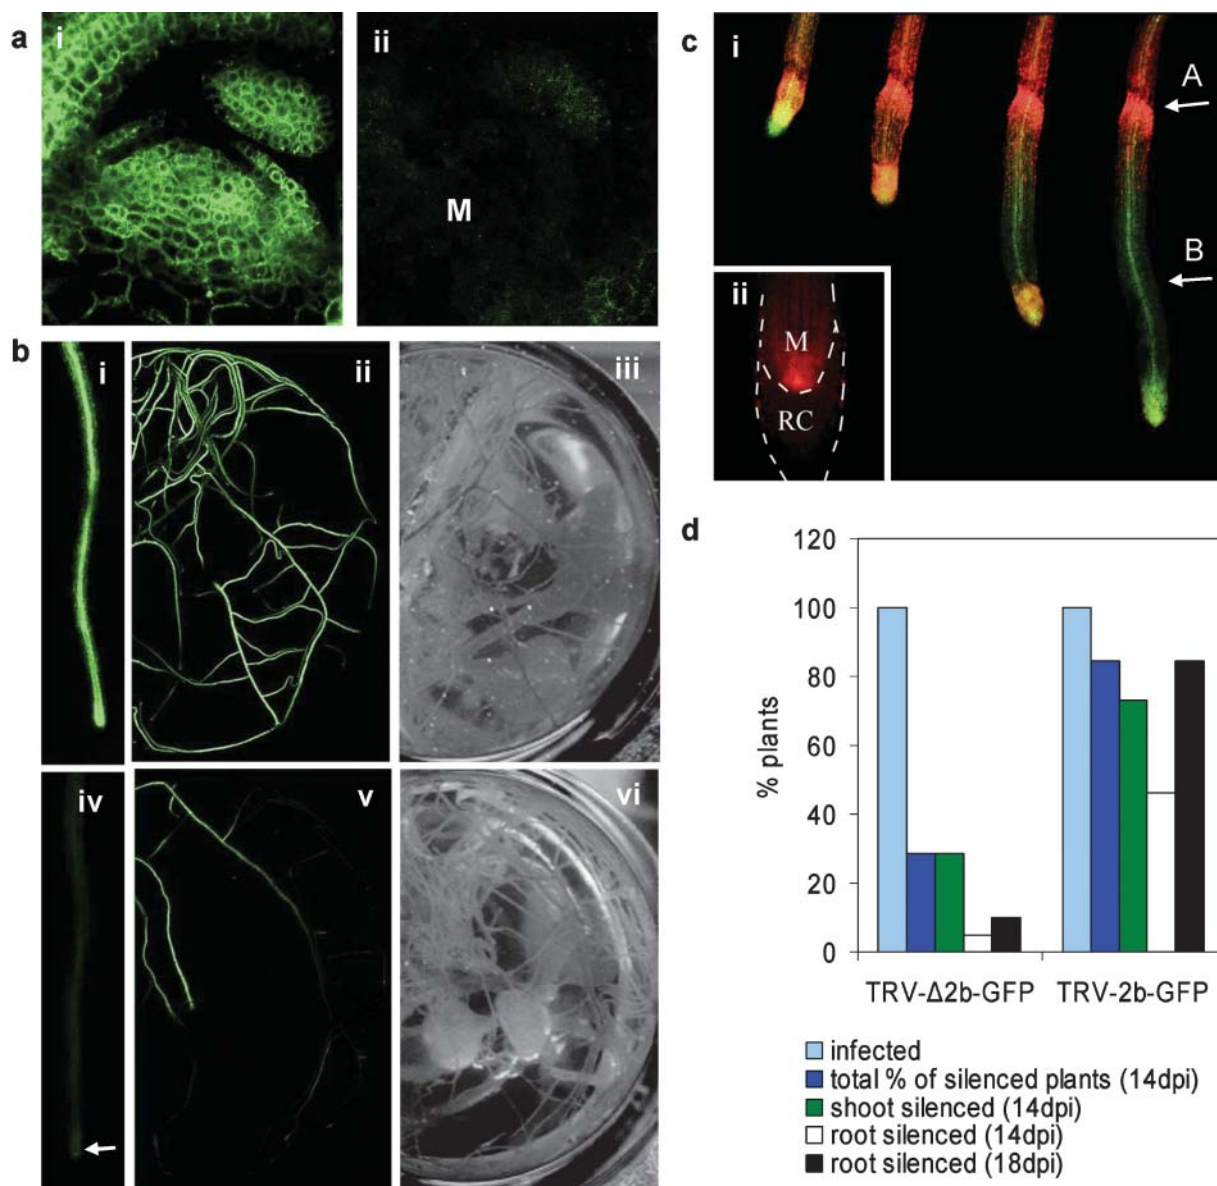 a
i
ii
M
b
i
ii
iii
iv
v
vi
c
i
A
B
ii
M
RC
d
120
100
80
60
40
20
0
% plants
TRV-Δ2b-GFP TRV-2b-GFP
infected
total % of silenced plants (14dpi)
shoot silenced (14dpi)
root silenced (14dpi)
root silenced (18dpi)